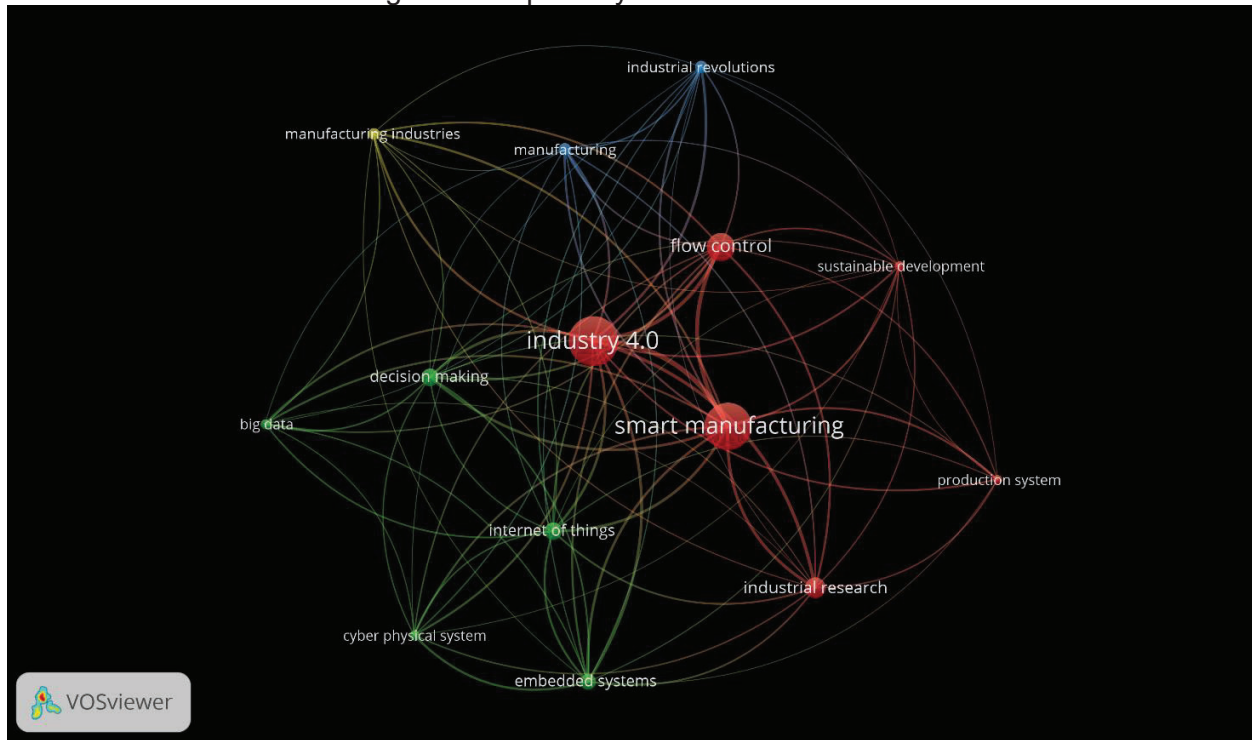 industrial revolutions
manufacturing industries
manufacturing
flow control
sustainable development
industry 4.0
decision making
big data
smart manufacturing
production system
internet of things
industrial research
cyber physical system
embedded systems
VOSviewer